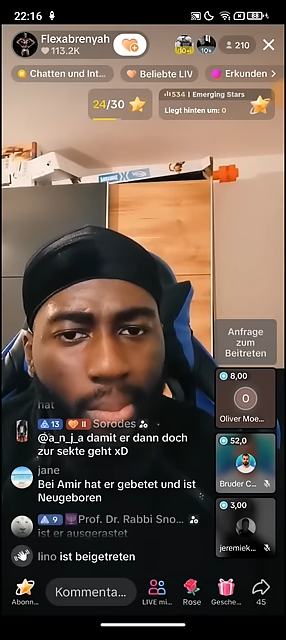 22:16
Flexabrenyah
113.2K
10+
210
Chatten und Int...
Beliebte LIV
Erkunden >
24/30
534 | Emerging Stars
Liegt hinten um: 0
Anfrage
zum
Beitreten
8,00
O
Oliver Moe...
52,0
Bruder C...
3,00
jeremiek...
hat
13 II Sorodes
@a_n_j_a damit er dann doch
zur sekte geht xD
jane
Bei Amir hat er gebetet und ist
Neugeboren
9 Prof. Dr. Rabbi Sno...
ist er ausgerastet
lino ist beigetreten
Abonn...
Kommenta...
LIVE mi...
Rose
Gesche...
45